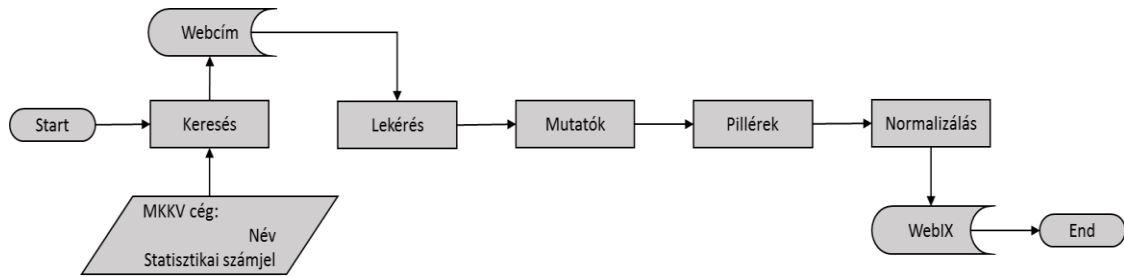 Webcím
Start
Keresés
Lekérés
Mutatók
Pillérek
Normalizálás
MKKV cég:
Név
Statisztikai számjel
WebIX
End